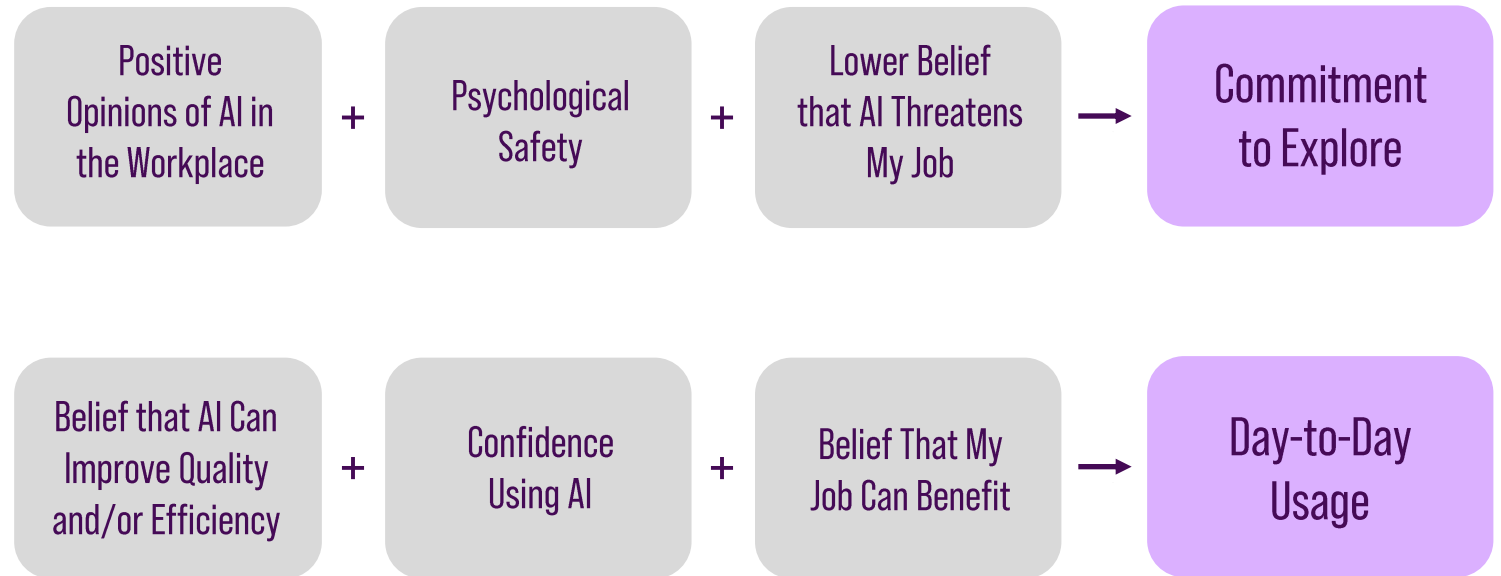 Positive
Opinions of AI in
the Workplace
+
Psychological
Safety
+
Lower Belief
that AI Threatens
My Job
Commitment
to Explore
Belief that AI Can
Improve Quality
and/or Efficiency
+
Confidence
Using AI
+
Belief That My
Job Can Benefit
Day-to-Day
Usage